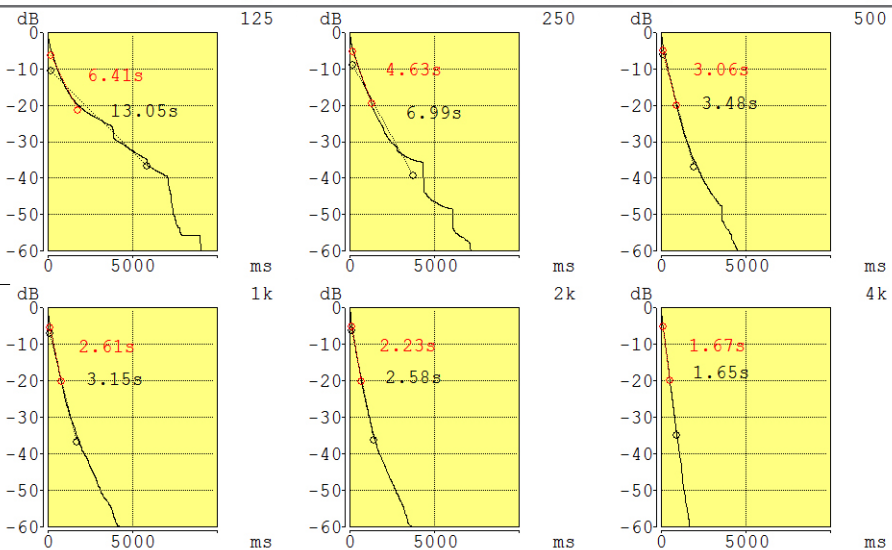 dB 125 dB 250 dB 500
0 0 0
-10 6.41s -10 4.63s -10 3.06s
-20 13.05s -20 6.99s -20 3.48s
-30 -30 -30
-40 -40 -40
-50 -50 -50
-60 -60 -60
0 5000 ms 0 5000 ms 0 5000 ms
dB 1k dB 2k dB 4k
0 0 0
-10 2.61s -10 2.23s -10 1.67s
-20 3.15s -20 2.58s -20 1.65s
-30 -30 -30
-40 -40 -40
-50 -50 -50
-60 -60 -60
0 5000 ms 0 5000 ms 0 5000 ms